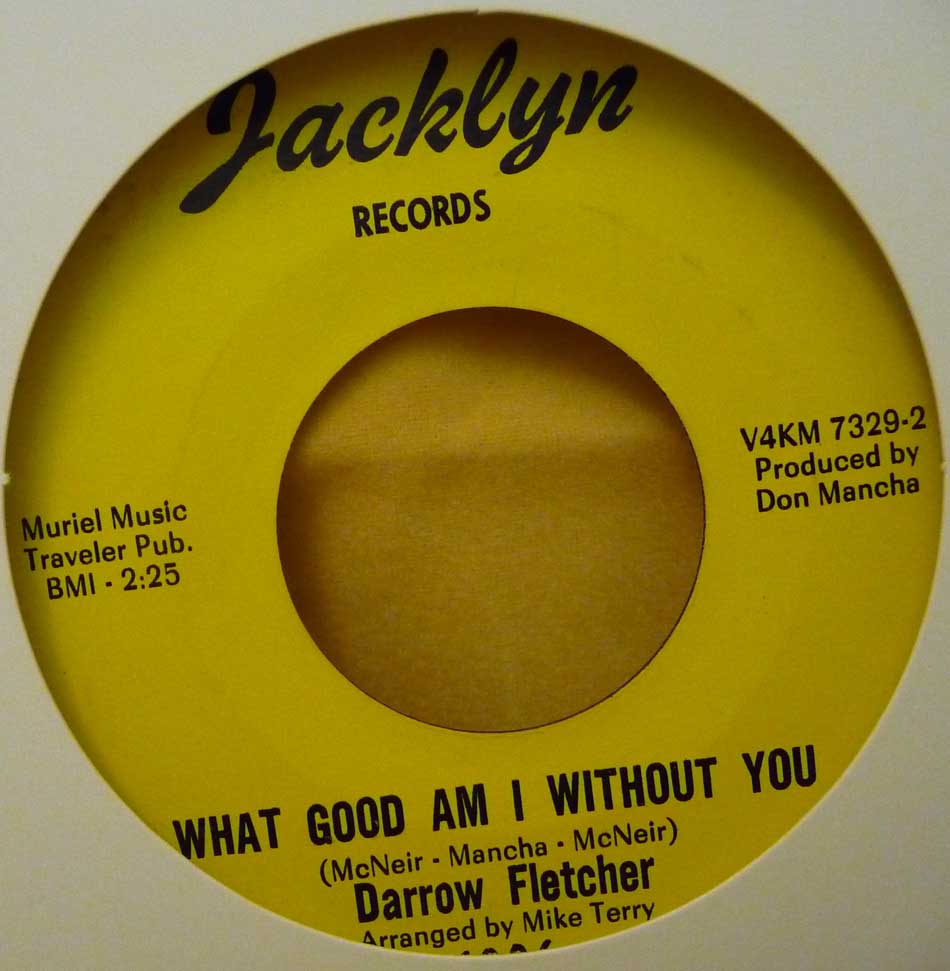 Jacklyn
RECORDS
V4KM 7329-2
Produced by
Don Mancha
Muriel Music
Traveler Pub.
BMI - 2:25
WHAT GOOD AM I WITHOUT YOU
(McNeir - Mancha - McNeir)
Darrow Fletcher
Arranged by Mike Terry